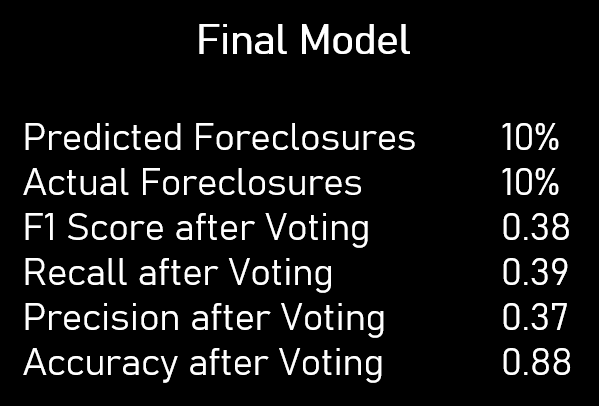 Final Model
Predicted Foreclosures 10%
Actual Foreclosures 10%
F1 Score after Voting 0.38
Recall after Voting 0.39
Precision after Voting 0.37
Accuracy after Voting 0.88